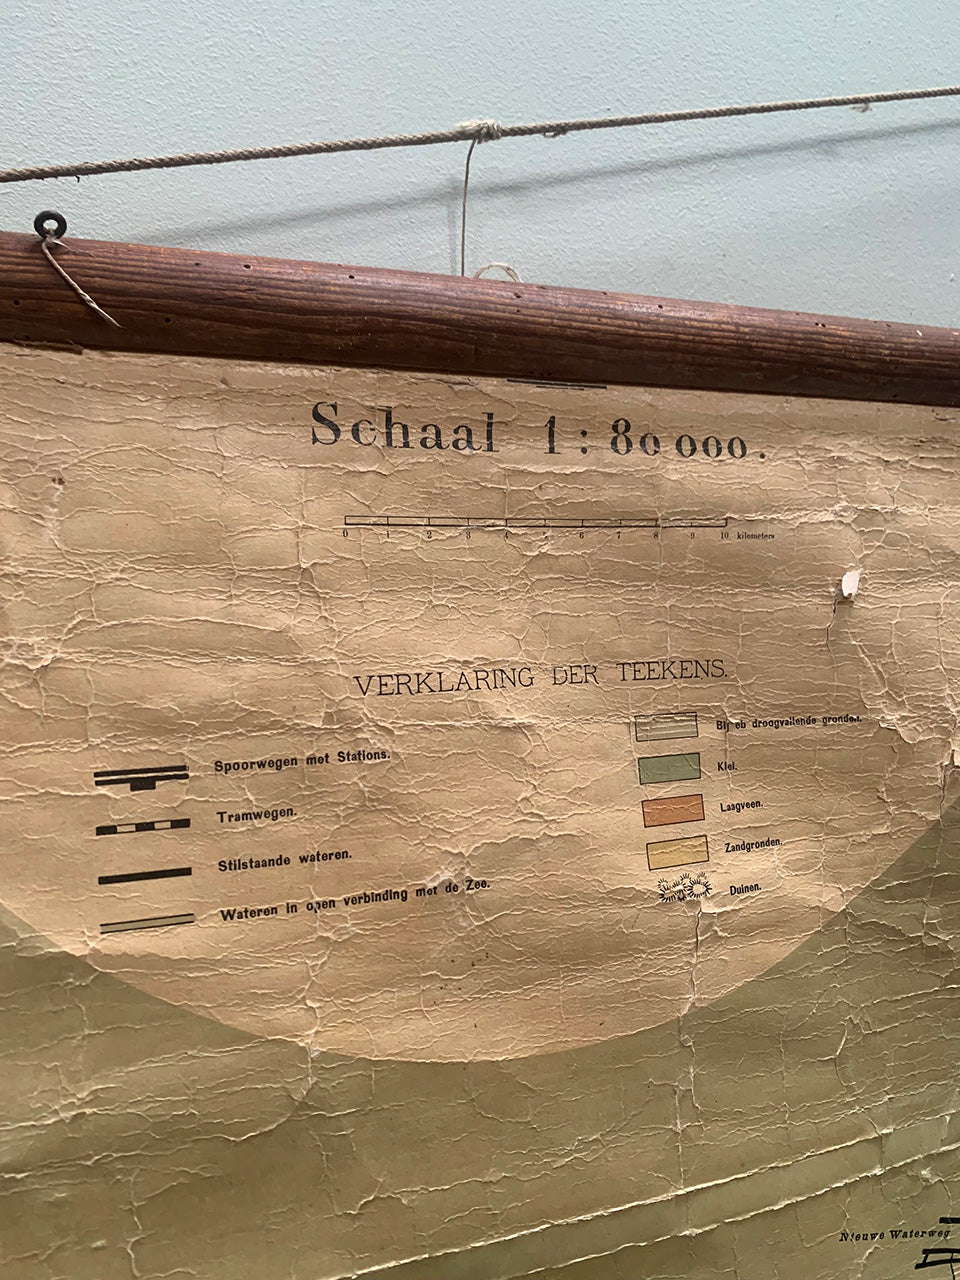 Schaal 1 : 80 000.
0 1 2 3 4 5 6 7 8 9 10 kilometers
VERKLARING DER TEEKENS.
Spoorwegen met Stations.
Tramwegen.
Stilstaande wateren.
Wateren in open verbinding met de Zee.
Bij eb droogvallende gronden.
Klei.
Laagveen.
Zandgronden.
Duinen.
Nieuwe Waterweg